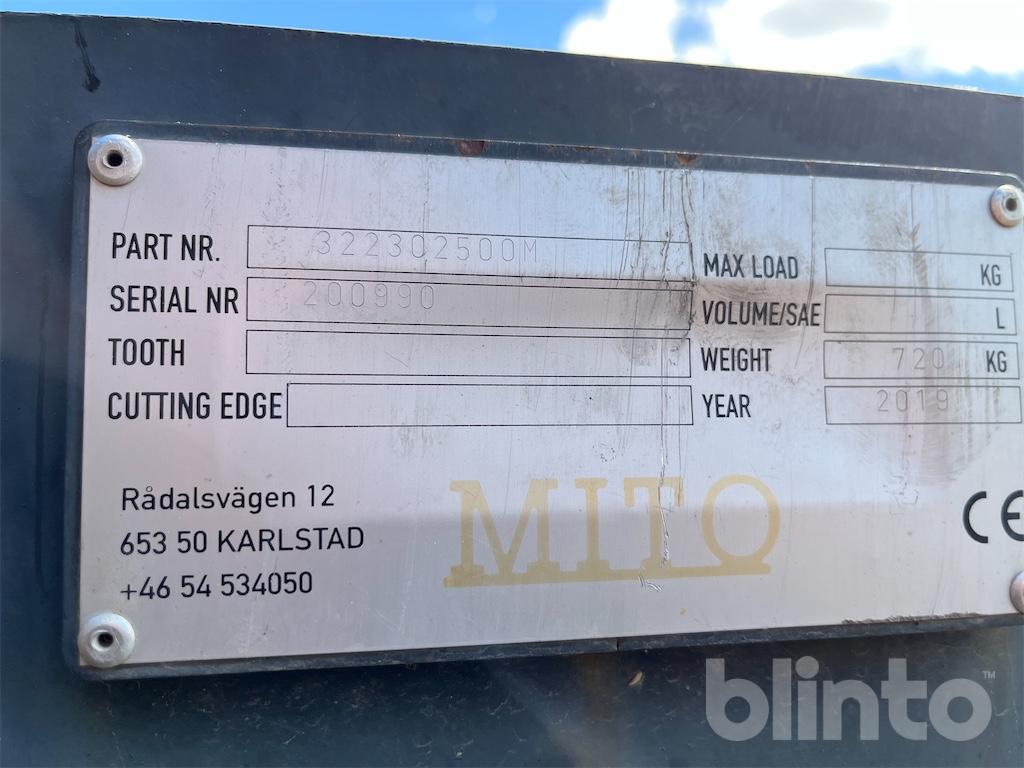 PART NR. 322302500M
SERIAL NR 200990
TOOTH
CUTTING EDGE
MAX LOAD KG
VOLUME/SAE L
WEIGHT 720 KG
YEAR 2019
Rådalsvägen 12
653 50 KARLSTAD
+46 54 534050
MITO
CE
blinto™